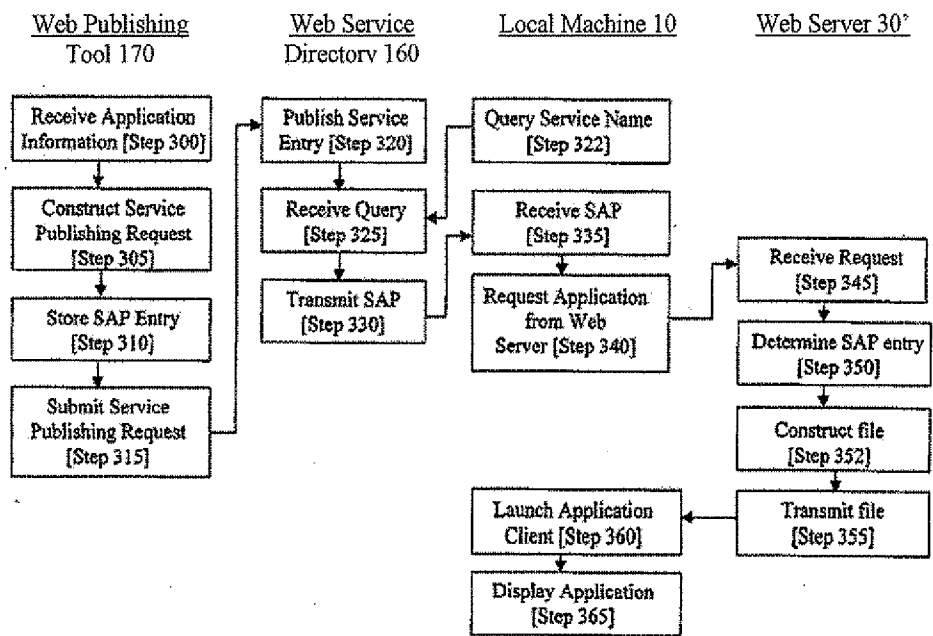 Web Publishing
Tool 170
Receive Application
Information [Step 300]
Construct Service
Publishing Request
[Step 305]
Store SAP Entry
[Step 310]
Submit Service
Publishing Request
[Step 315]
Web Service
Directory 160
Publish Service
Entry [Step 320]
Receive Query
[Step 325]
Transmit SAP
[Step 330]
Local Machine 10
Query Service Name
[Step 322]
Receive SAP
[Step 335]
Request Application
from Web
Server [Step 340]
Launch Application
Client [Step 360]
Display Application
[Step 365]
Web Server 30'
Receive Request
[Step 345]
Determine SAP entry
[Step 350]
Construct file
[Step 352]
Transmit file
[Step 355]